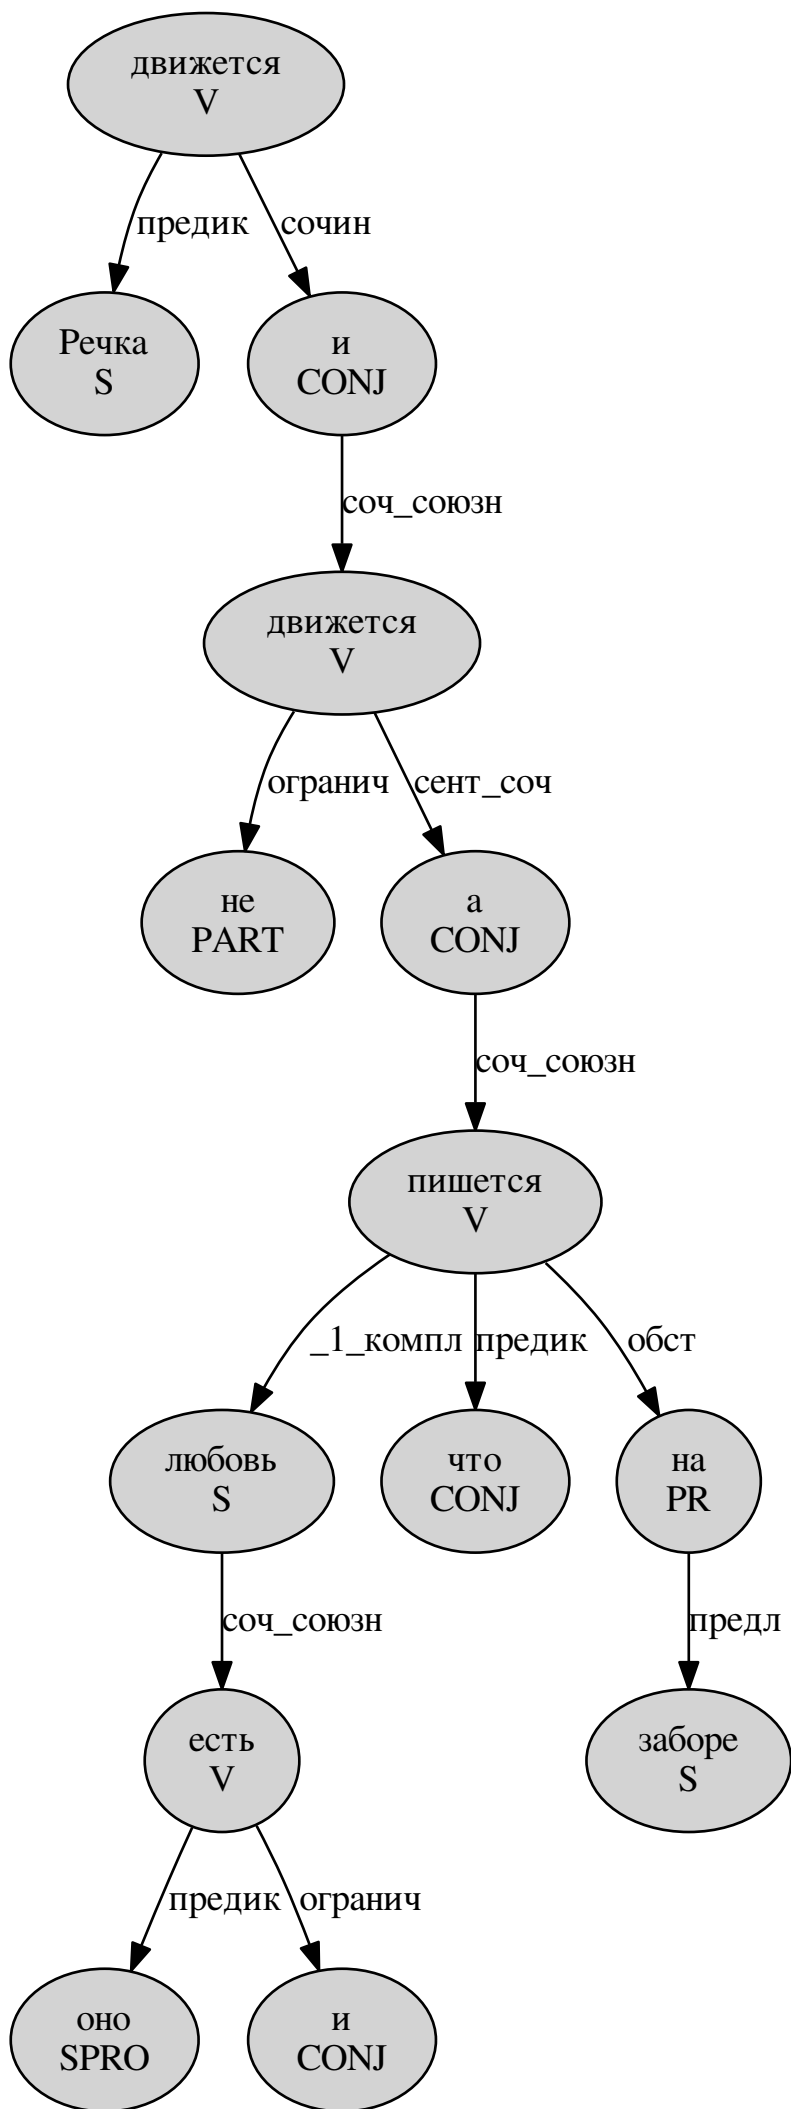 движется
V
предик
сочин
Речка
S
и
CONJ
соч_союзн
движется
V
огранич
сент_соч
не
PART
а
CONJ
соч_союзн
пишется
V
_1_компл
предик
обст
любовь
S
что
CONJ
на
PR
соч_союзн
предл
есть
V
заборе
S
предик
огранич
оно
SPRO
и
CONJ